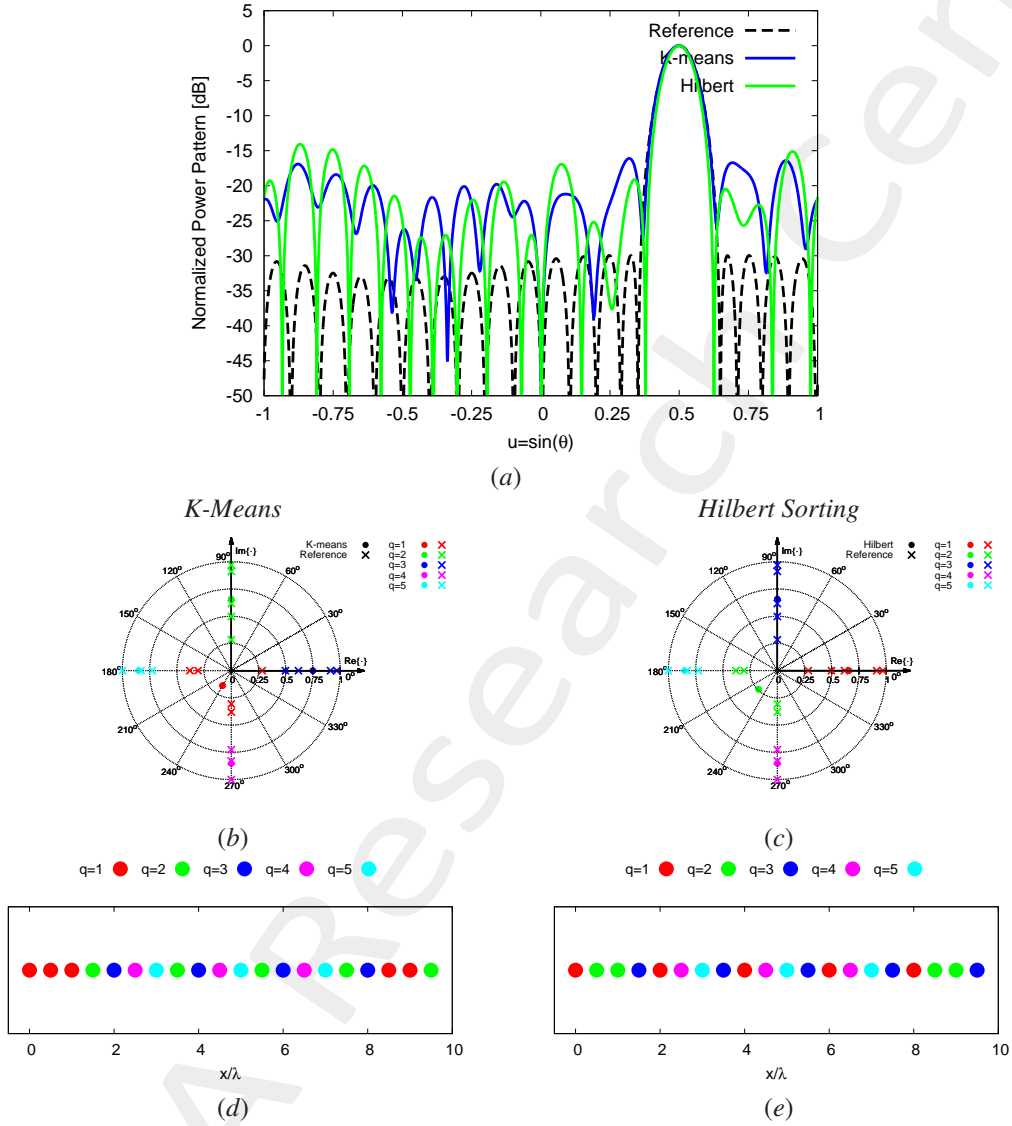 5
0
-5
-10
-15
-20
-25
-30
-35
-40
-45
-50
Normalized Power Pattern [dB]
Reference
K-means
Hilbert
-1 -0.75 -0.5 -0.25 0 0.25 0.5 0.75 1
u=sin(θ)
(a)
K-Means
Im{·}
Re{·}
K-means
Reference
q=1
q=2
q=3
q=4
q=5
0 0.25 0.5 0.75 1
0°
30°
60°
90°
120°
150°
180°
210°
240°
270°
300°
330°
(b)
Hilbert Sorting
Im{·}
Re{·}
Hilbert
Reference
q=1
q=2
q=3
q=4
q=5
0 0.25 0.5 0.75 1
0°
30°
60°
90°
120°
150°
180°
210°
240°
270°
300°
330°
(c)
q=1 q=2 q=3 q=4 q=5
0 2 4 6 8 10
x/λ
(d)
q=1 q=2 q=3 q=4 q=5
0 2 4 6 8 10
x/λ
(e)
A Research Cen